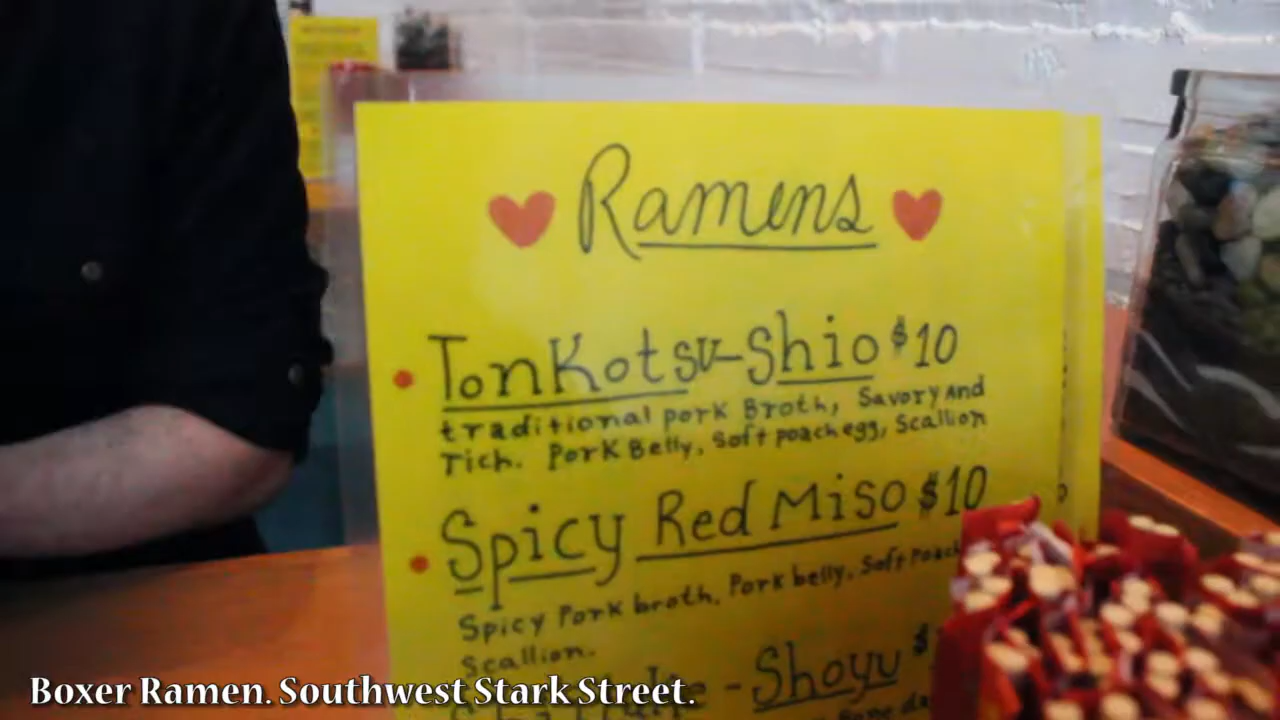 Ramens
TonKotsu-Shio $10
traditional pork Broth, Savory And
rich. Pork Belly, Soft poach egg, Scallion
Spicy Red Miso $10
Spicy Pork broth, Pork belly, Soft Poach
Scallion.
- Shoyu $
Boxer Ramen. Southwest Stark Street.